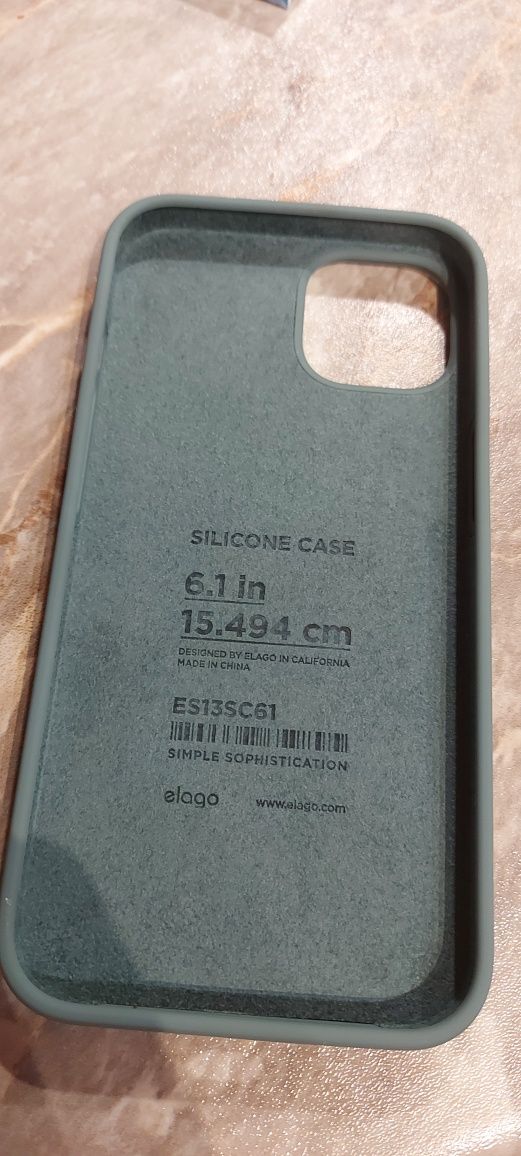 SILICONE CASE
6.1 in
15.494 cm
DESIGNED BY ELAGO IN CALIFORNIA
MADE IN CHINA
ES13SC61
SIMPLE SOPHISTICATION
elago www.elago.com